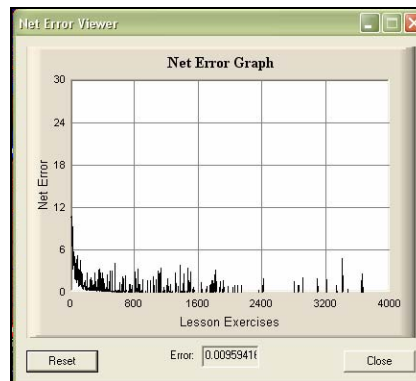 Net Error Viewer
Net Error Graph
30
24
18
12
6
0
Net Error
0 800 1600 2400 3200 4000
Lesson Exercises
Reset Error: 0.00959416 Close